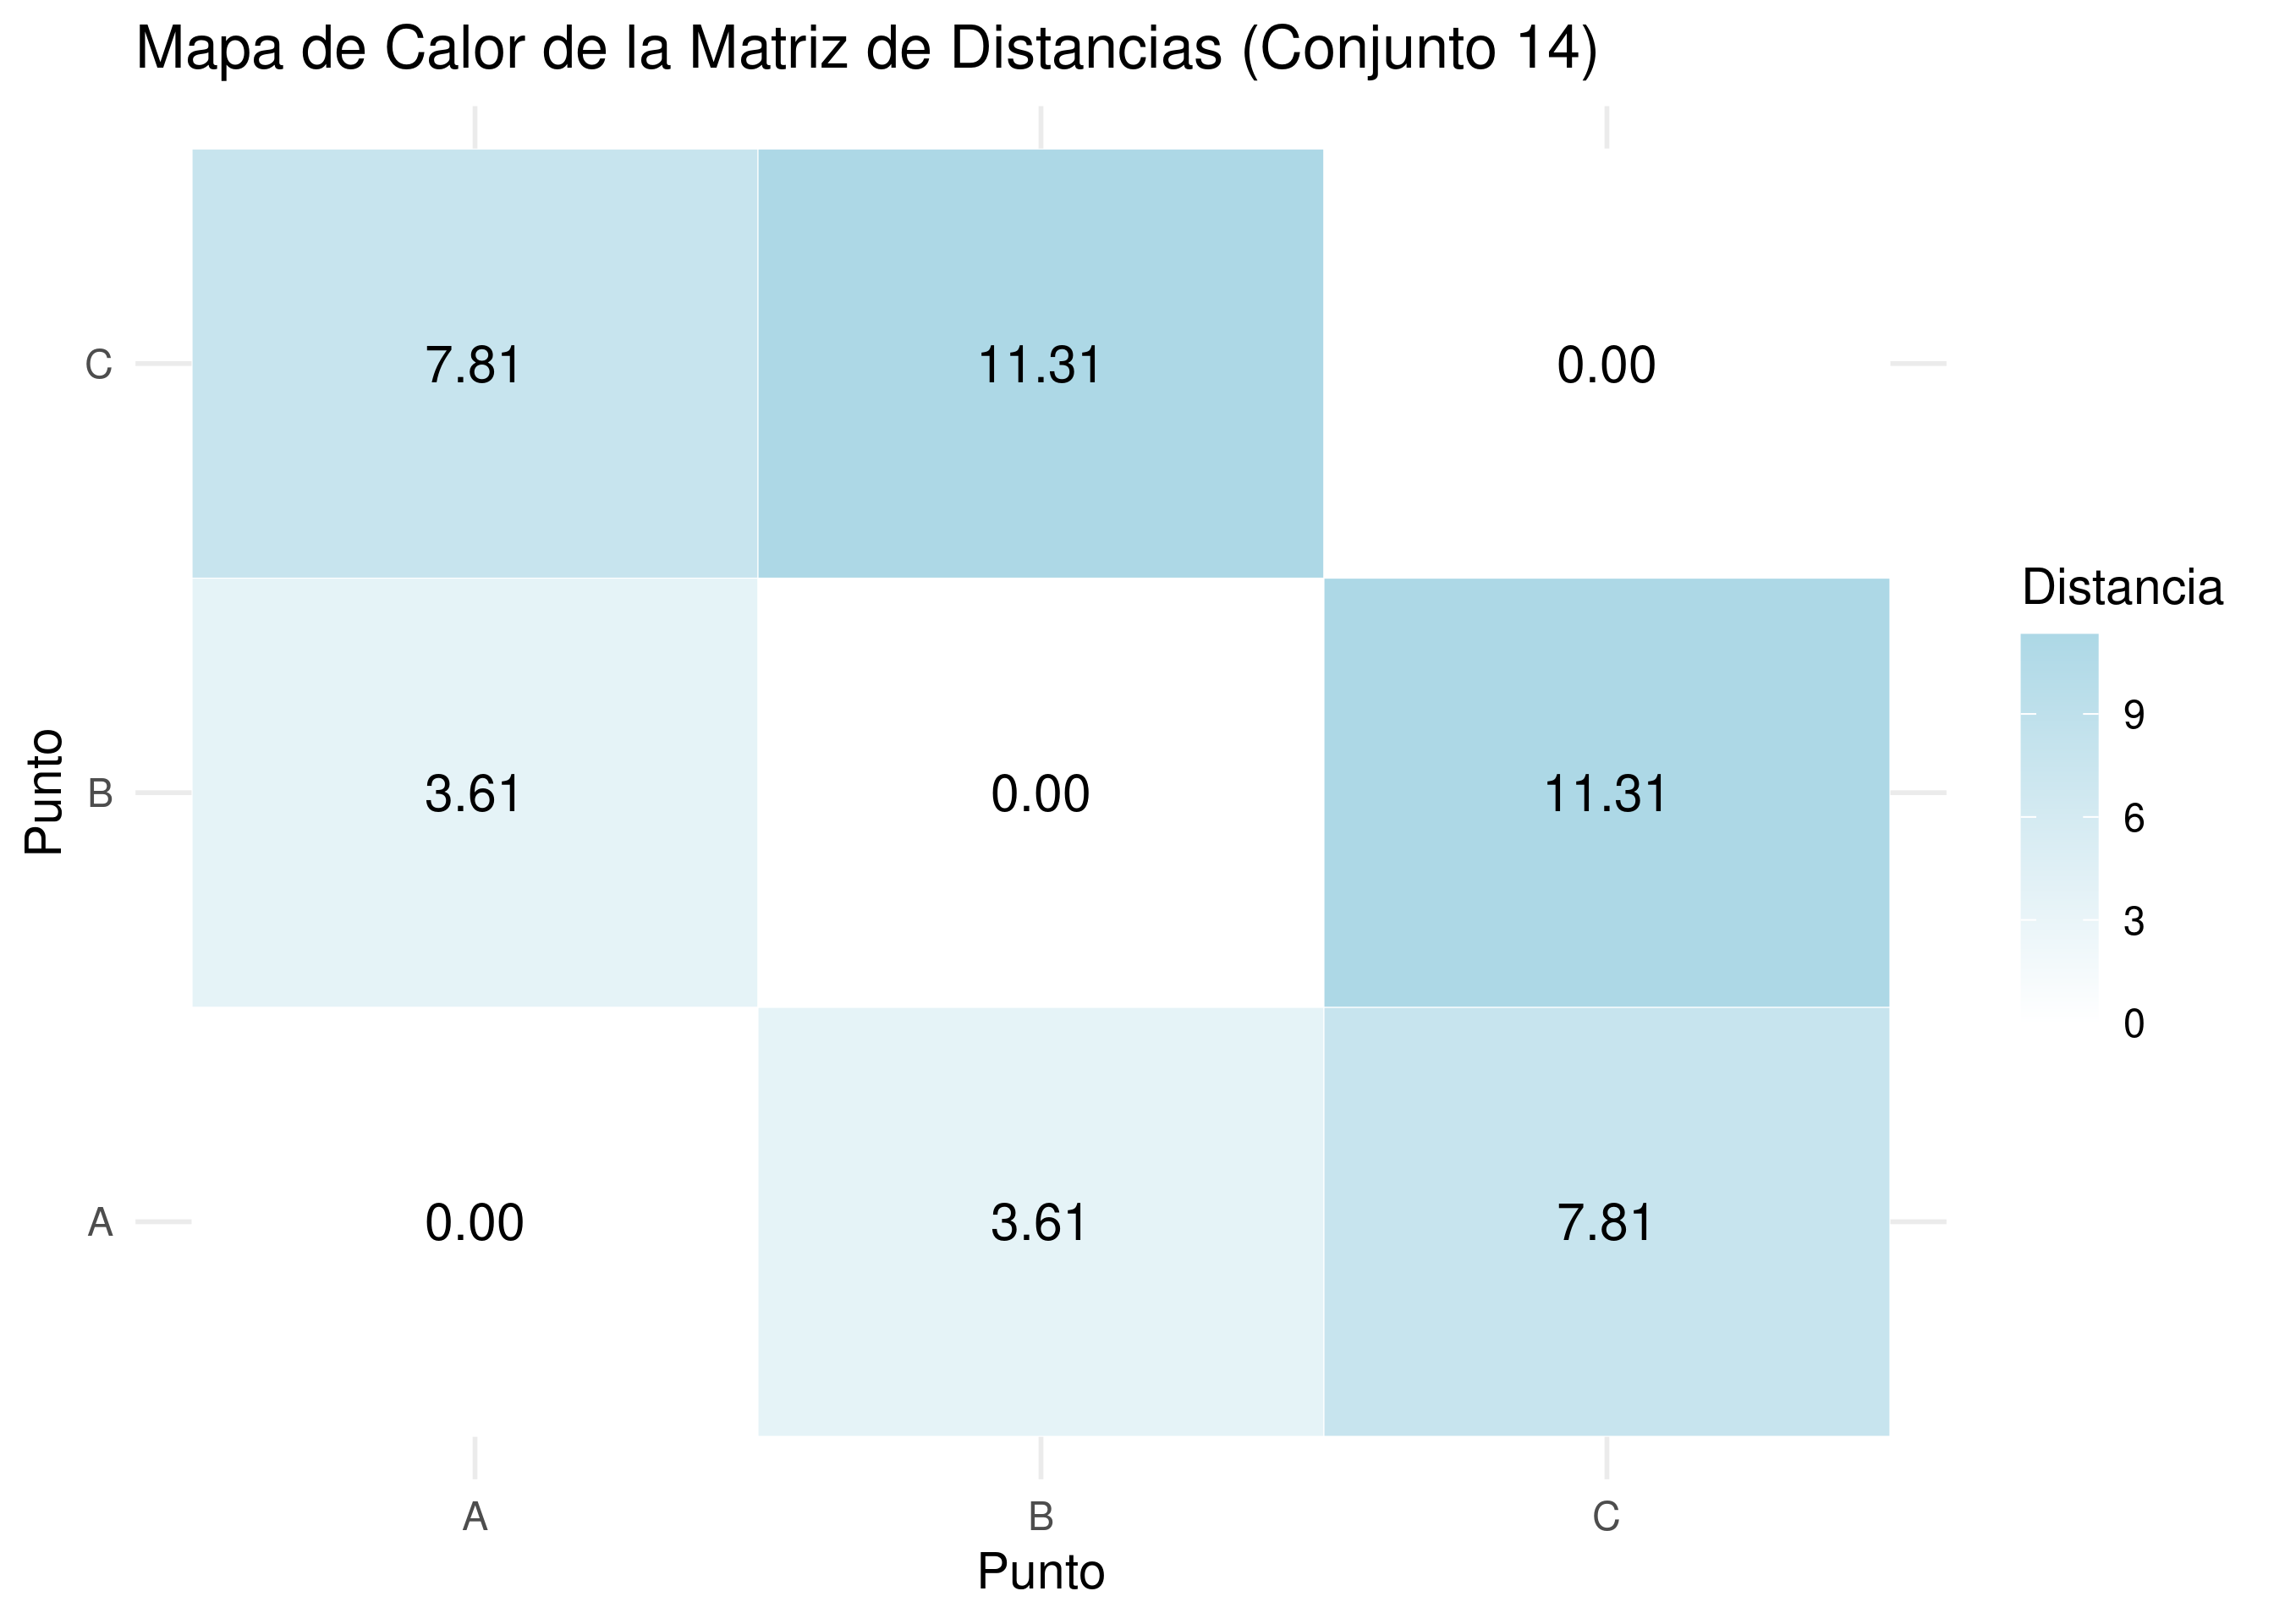 Mapa de Calor de la Matriz de Distancias (Conjunto 14)
C
7.81
11.31
0.00
Punto
B
3.61
0.00
11.31
A
0.00
3.61
7.81
A
B
C
Punto
Distancia
9
6
3
0